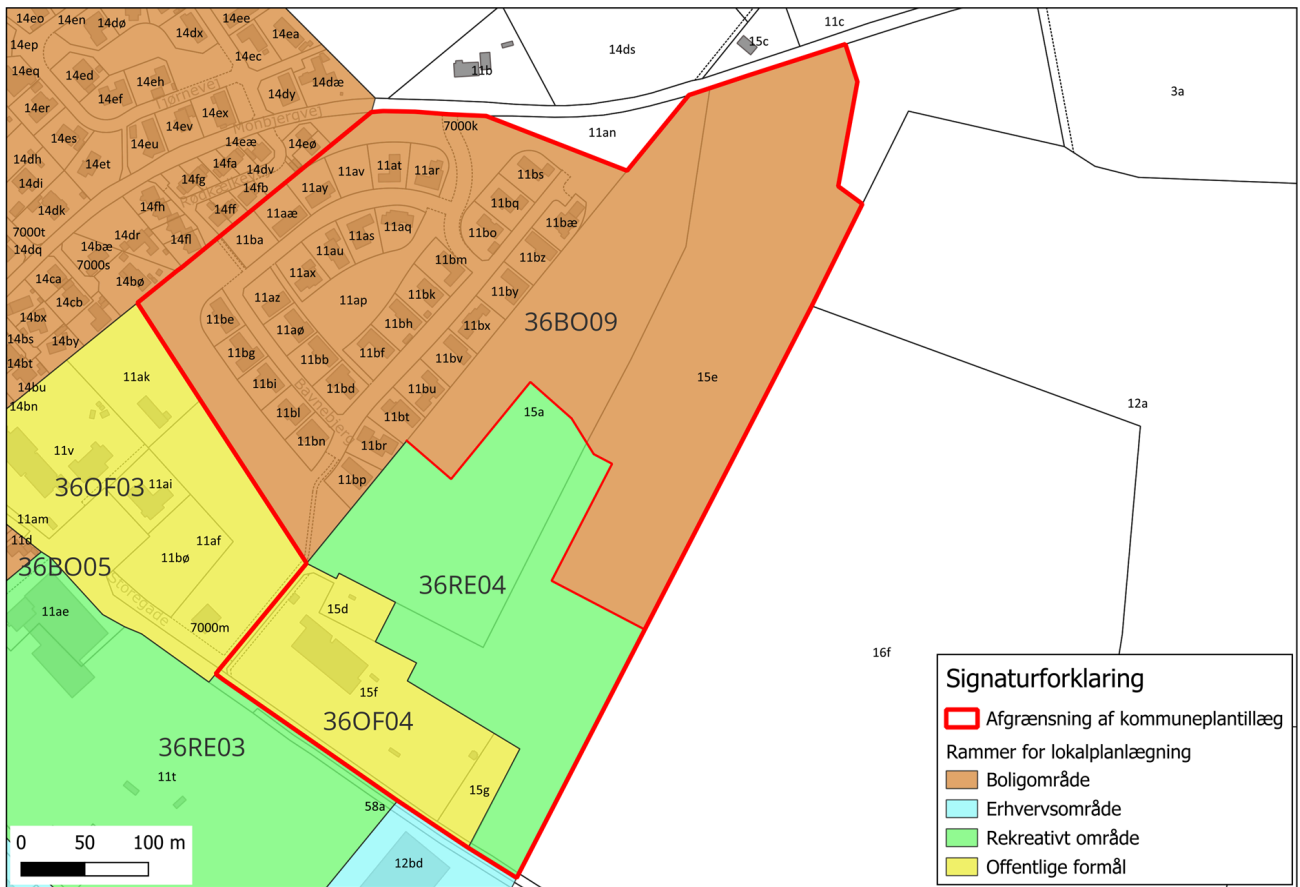 14eo
14en
14dø
14dx
14ee
14ea
14ep
14ec
14eq
14ed
14eh
14ef
14dæ
14dy
14er
14ev
14ex
14es
14eu
14eæ
14eø
14dh
14et
14fa
14dv
14di
14fg
14fb
14dk
14fh
14ff
7000t
14dr
14fl
14dq
14bæ
7000s
14ca
14bø
14cb
14bx
14bs
14by
14bt
14bu
14bn
11b
14ds
15c
11c
3a
7000k
11an
11av
11at
11ar
11ay
11aæ
11ba
11bs
11bq
11bæ
11bo
11aq
11as
11au
11bz
11bm
11ax
11by
11bk
11az
11ap
11bx
11bh
11be
11aø
36BO09
11bf
11bv
11bg
11bb
15e
11bi
11bd
11bu
11ak
12a
11bl
11bt
15a
11bn
11br
11v
11bp
36OF03
11ai
11am
11d
11af
11bø
36BO05
36RE04
Storegade
11ae
15d
7000m
16f
15f
36OF04
36RE03
11t
15g
58a
12bd
0 50 100 m
Signaturforklaring
Afgrænsning af kommuneplantillæg
Rammer for lokalplanlægning
Boligområde
Erhvervsområde
Rekreativt område
Offentlige formål